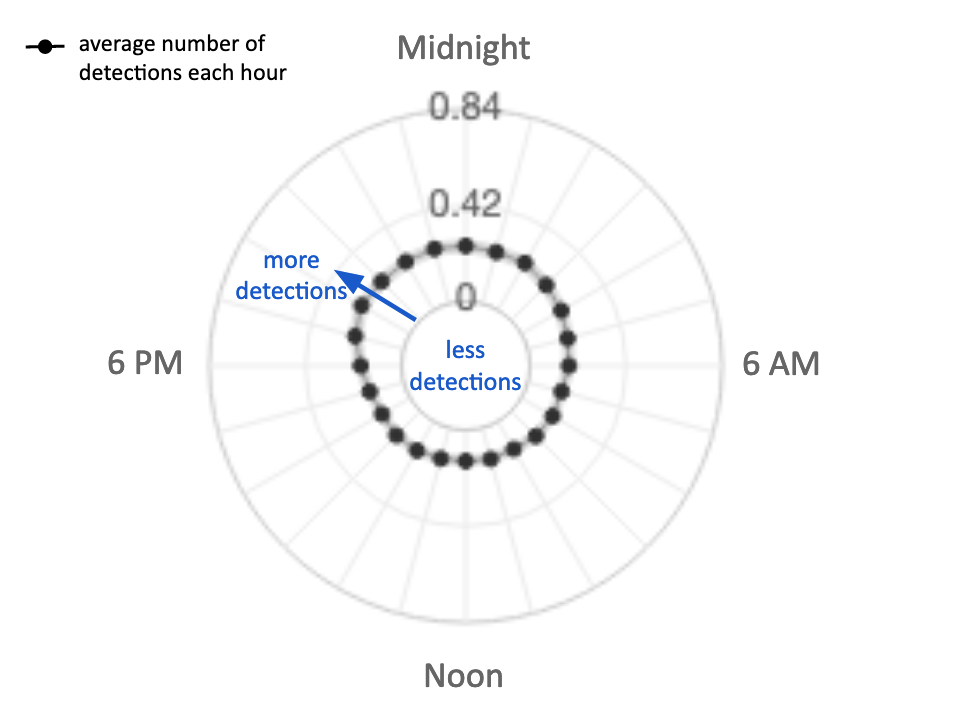 average number of
detections each hour
Midnight
0.84
0.42
more
detections
0
less
detections
6 PM
6 AM
Noon